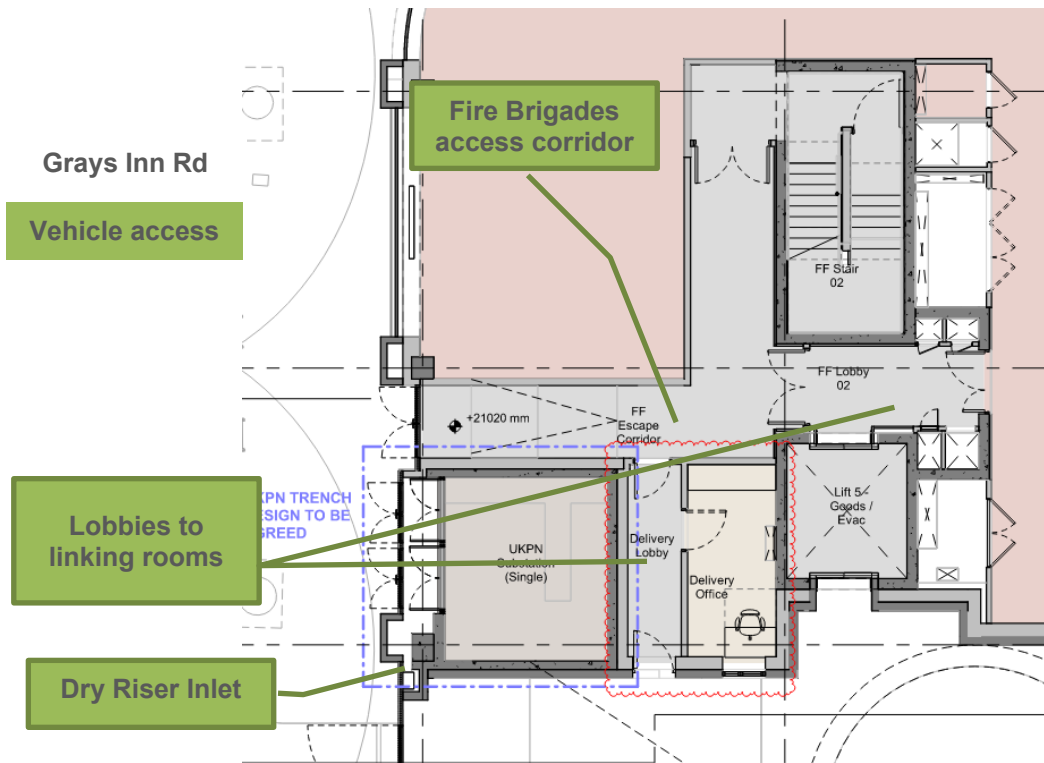 Fire Brigades
access corridor
Grays Inn Rd
Vehicle access
FF Stair
02
FF Lobby
02
+21020 mm
FF
Escape
Corridor
KPN TRENCH
ESIGN TO BE
GREED
Lobbies to
linking rooms
Lift 5 -
Goods /
Evac
UKPN
Substation
(Single)
Delivery
Lobby
Delivery
Office
Dry Riser Inlet